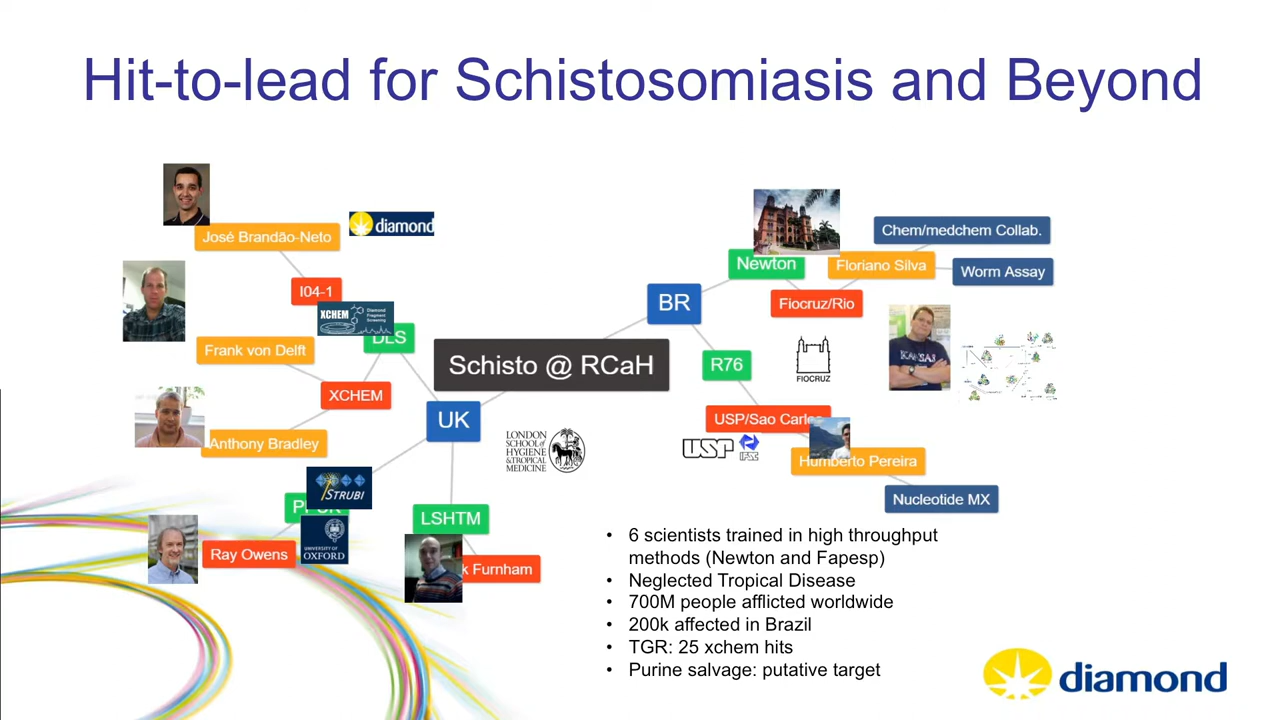 Hit-to-lead for Schistosomiasis and Beyond
José Brandão-Neto
diamond
I04-1
XCHEM
Diamond
Fragment
Screening
DLS
Frank von Delft
XCHEM
Anthony Bradley
UK
STRUBI
UNIVERSITY OF
OXFORD
Ray Owens
LSHTM
k Furnham
Schisto @ RCaH
LONDON
SCHOOL of
HYGIENE
&TROPICAL
MEDICINE
BR
Newton
Floriano Silva
Chem/medchem Collab.
Worm Assay
Fiocruz/Rio
FIOCRUZ
KANSAS
R76
USP/Sao Carlos
USP
IFSC
Humberto Pereira
Nucleotide MX
• 6 scientists trained in high throughput
methods (Newton and Fapesp)
• Neglected Tropical Disease
• 700M people afflicted worldwide
• 200k affected in Brazil
• TGR: 25 xchem hits
• Purine salvage: putative target
diamond